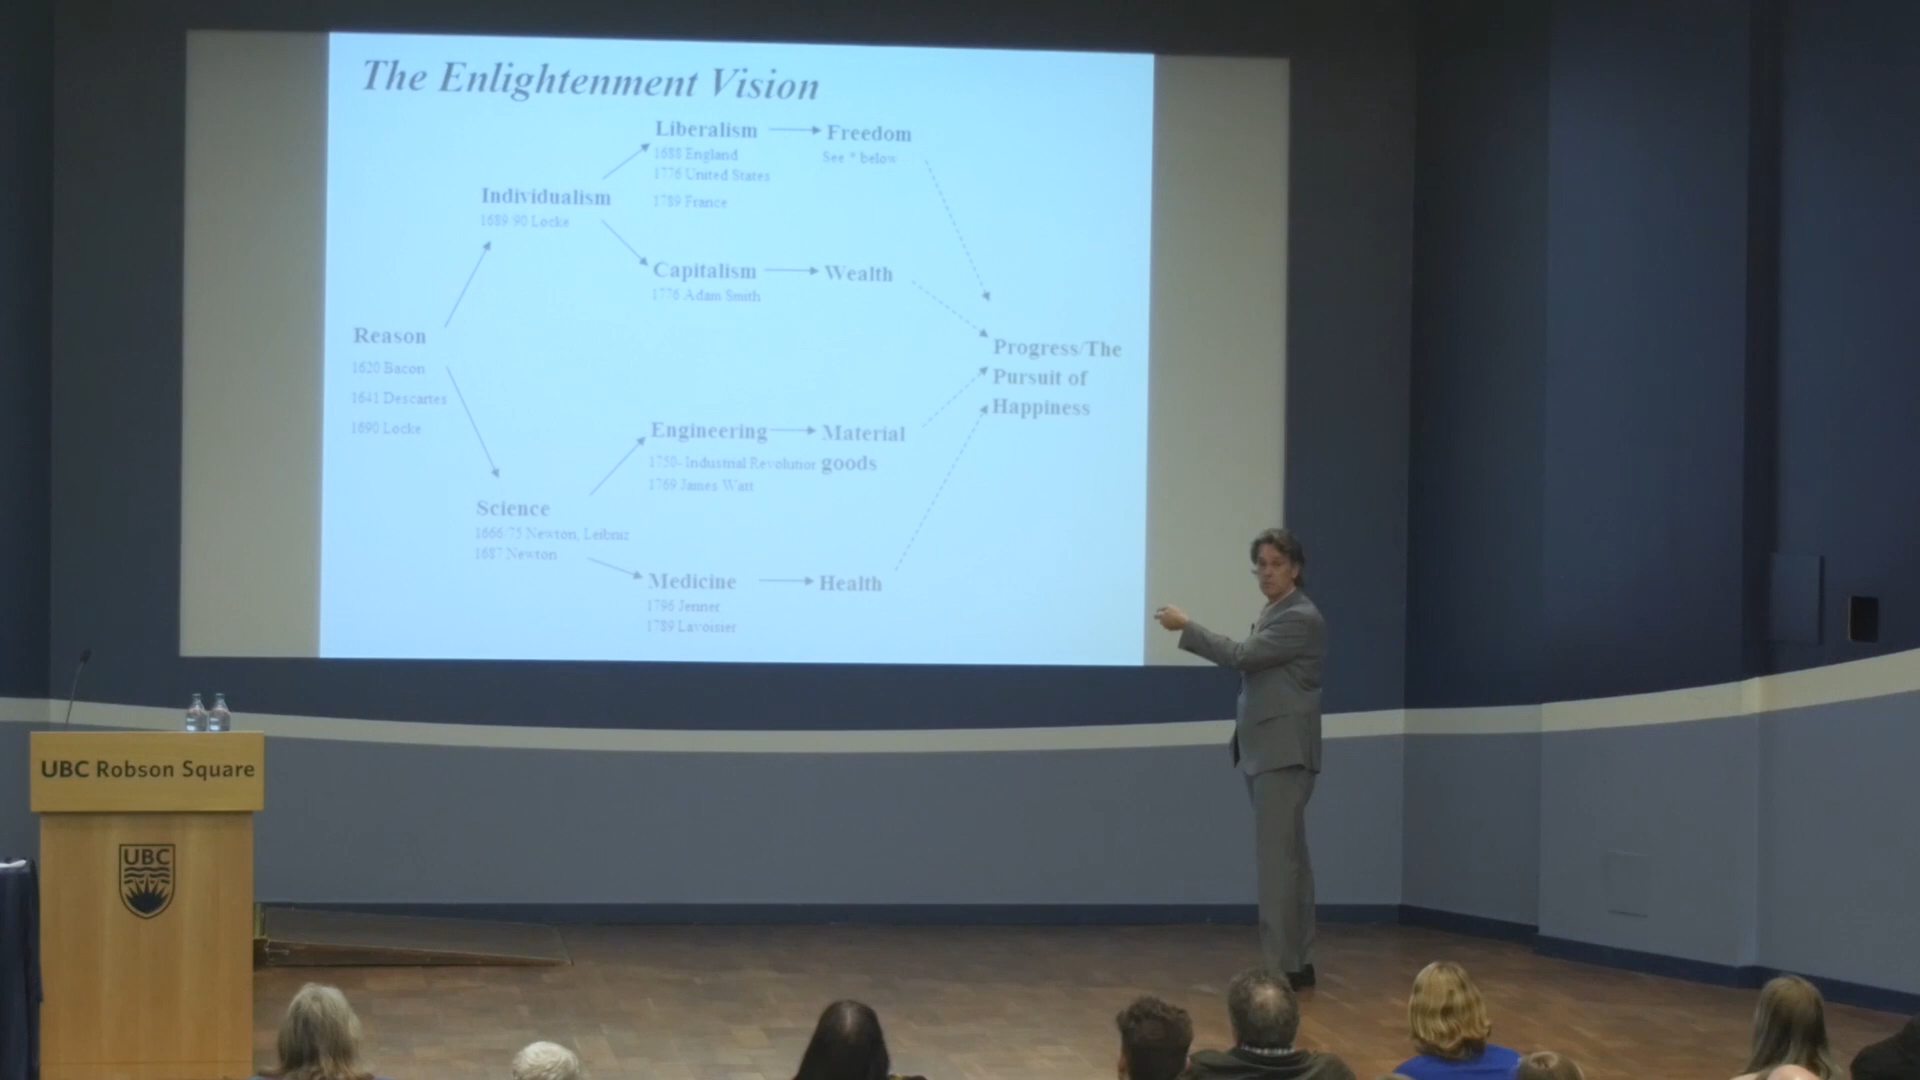 The Enlightenment Vision
Liberalism
1688 England
1776 United States
1789 France
Freedom
See * below
Individualism
1689/90 Locke
Capitalism
1776 Adam Smith
Wealth
Reason
1620 Bacon
1641 Descartes
1690 Locke
Progress/The
Pursuit of
Happiness
Engineering
1750- Industrial Revolution
1769 James Watt
Material
goods
Science
1666/75 Newton, Leibniz
1687 Newton
Medicine
1796 Jenner
1789 Lavoisier
Health
UBC Robson Square
UBC